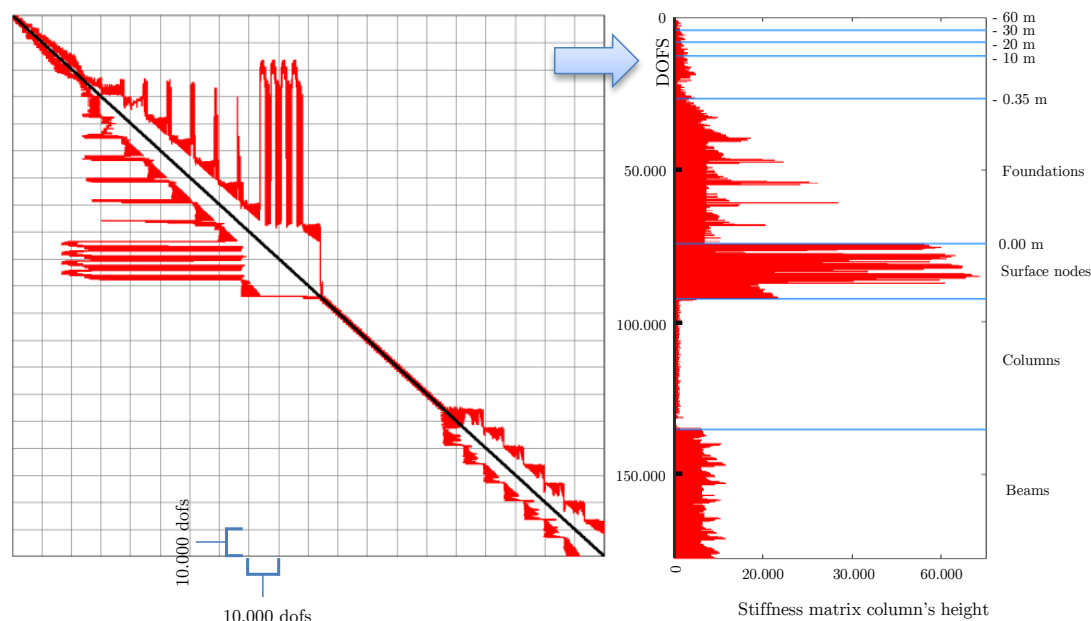 10.000 dofs
10.000 dofs
DOFS
0
50.000
100.000
150.000
- 60 m
- 30 m
- 20 m
- 10 m
- 0.35 m
Foundations
0.00 m
Surface nodes
Columns
Beams
0
20.000
30.000
60.000
Stiffness matrix column's height